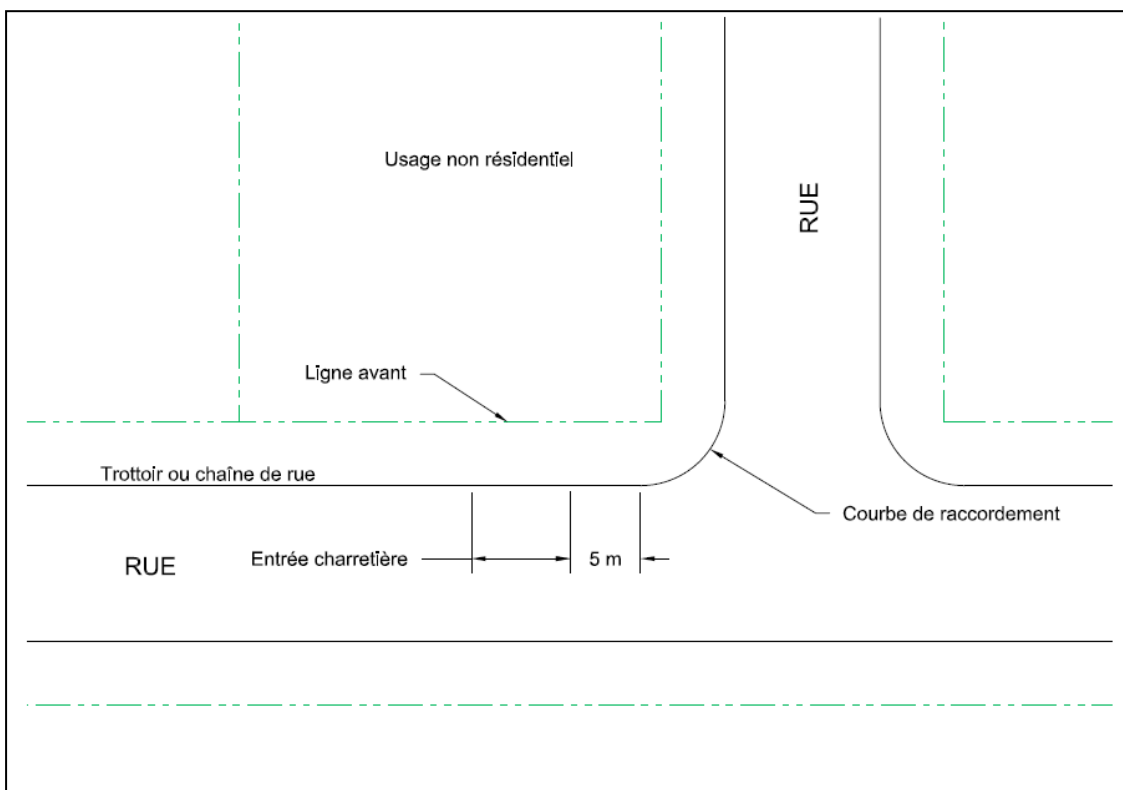 Usage non résidentiel
RUE
Ligne avant
Trottoir ou chaîne de rue
Courbe de raccordement
Entrée charretière
5 m
RUE